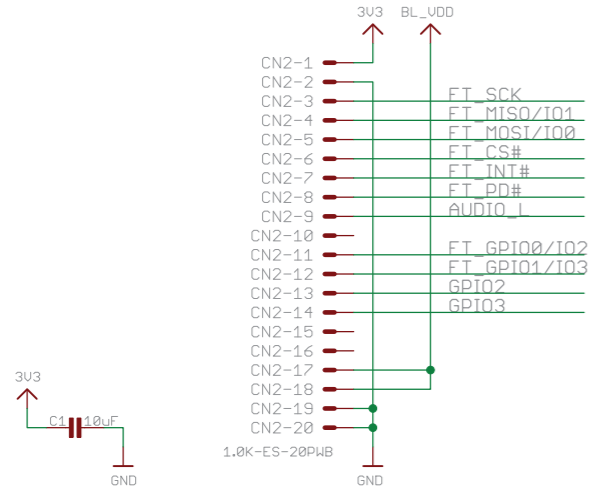 3V3 BL_VDD
CN2-1
CN2-2
CN2-3 FT_SCK
CN2-4 FT_MISO/IO1
CN2-5 FT_MOSI/IO0
CN2-6 FT_CS#
CN2-7 FT_INT#
CN2-8 FT_PD#
CN2-9 AUDIO_L
CN2-10
CN2-11 FT_GPIO0/IO2
CN2-12 FT_GPIO1/IO3
CN2-13 GPIO2
CN2-14 GPIO3
CN2-15
CN2-16
CN2-17
3V3
CN2-18
CN2-19
C1 10uF
CN2-20
1.0K-ES-20PWB
GND GND